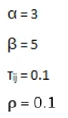 α = 3
β = 5
τij = 0.1
ρ = 0.1